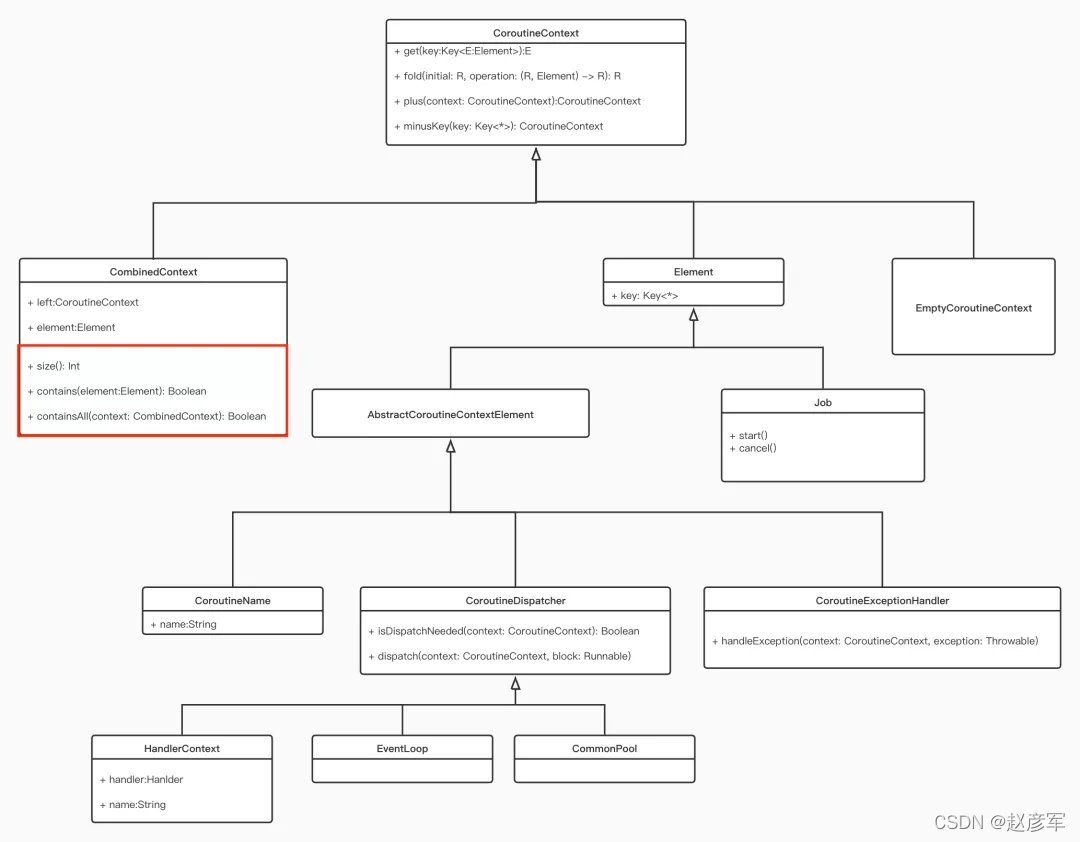 CoroutineContext
+ get(key:Key<E:Element>):E
+ fold(initial: R, operation: (R, Element) -> R): R
+ plus(context: CoroutineContext):CoroutineContext
+ minusKey(key: Key<*>): CoroutineContext
CombinedContext
+ left:CoroutineContext
+ element:Element
+ size(): Int
+ contains(element:Element): Boolean
+ containsAll(context: CombinedContext): Boolean
Element
+ key: Key<*>
EmptyCoroutineContext
AbstractCoroutineContextElement
Job
+ start()
+ cancel()
CoroutineName
+ name:String
CoroutineDispatcher
+ isDispatchNeeded(context: CoroutineContext): Boolean
+ dispatch(context: CoroutineContext, block: Runnable)
CoroutineExceptionHandler
+ handleException(context: CoroutineContext, exception: Throwable)
HandlerContext
+ handler:Hanlder
+ name:String
EventLoop
CommonPool
CSDN @赵彦军